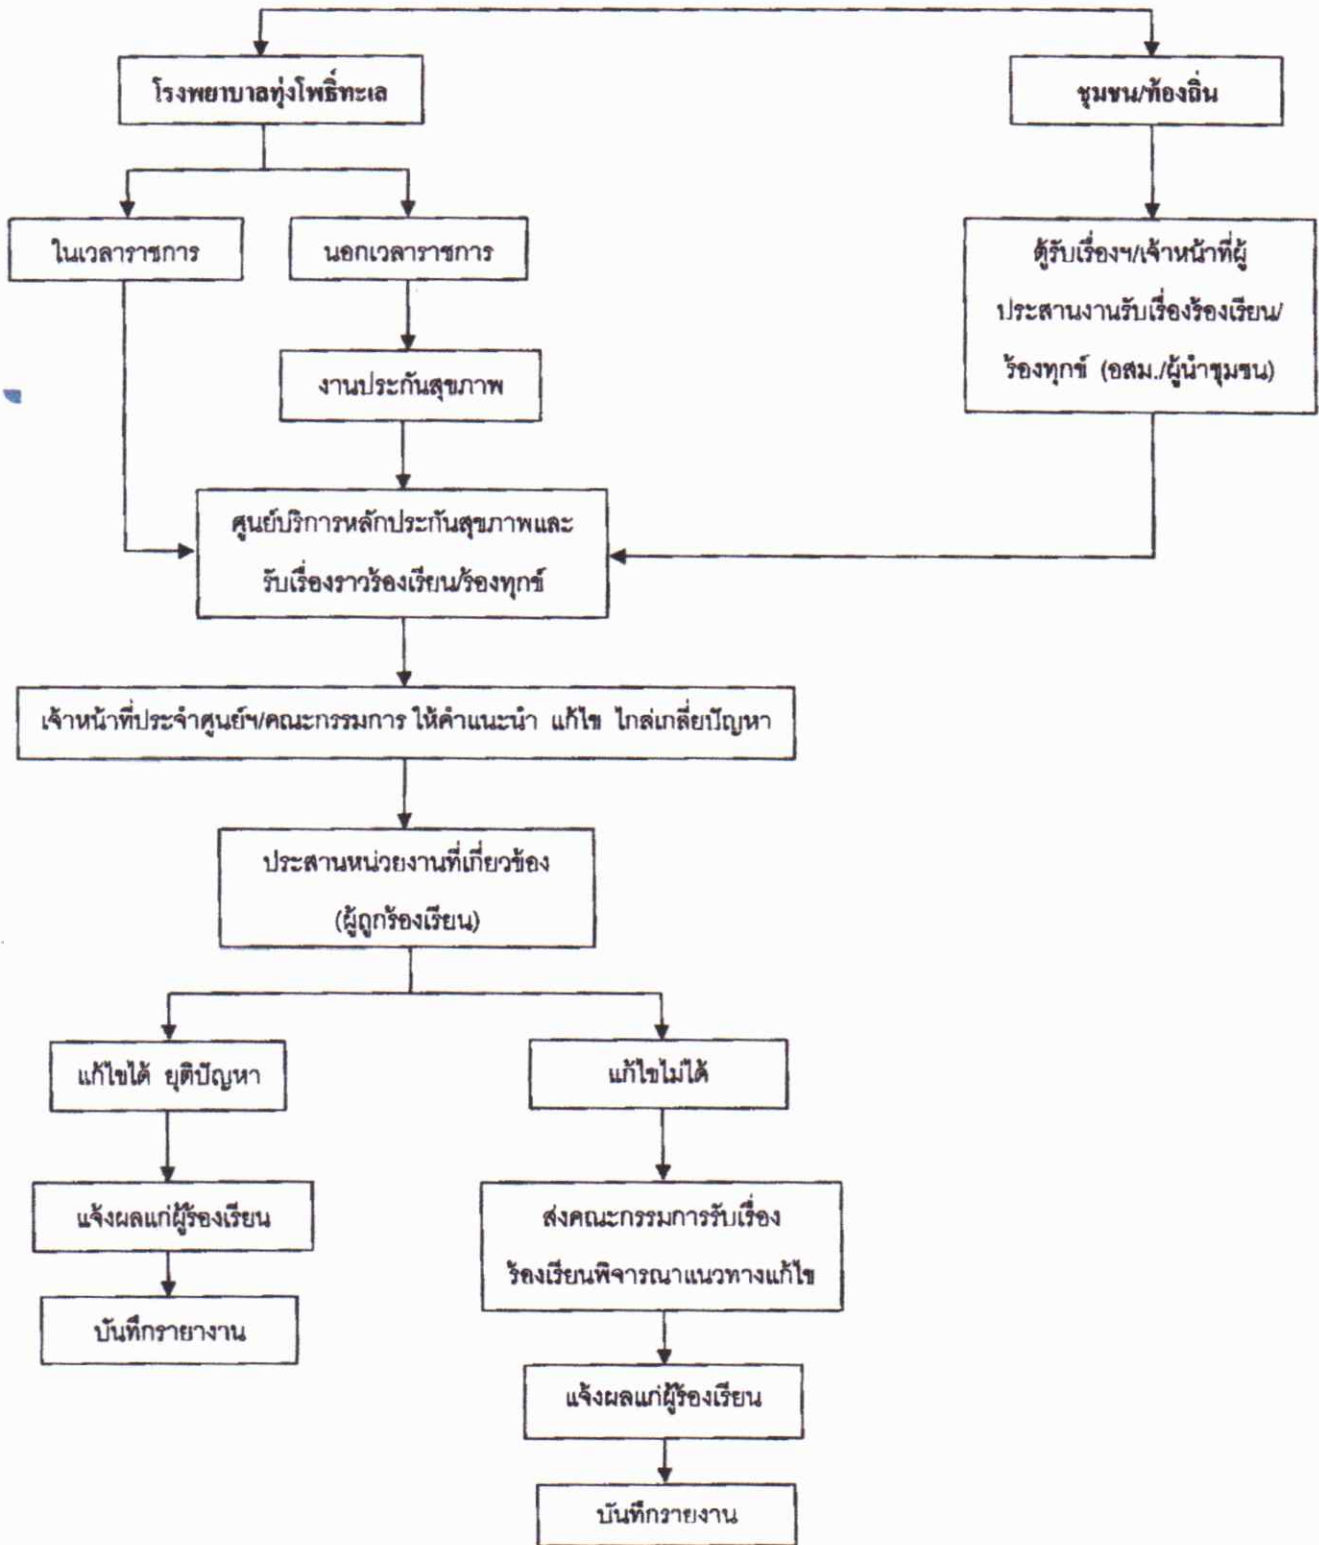 โรงพยาบาลทุ่งโพธิ์ทะเล
ชุมชน/ท้องถิ่น
ในเวลาราชการ
นอกเวลาราชการ
ตู้รับเรื่องฯ/เจ้าหน้าที่ผู้
ประสานงานรับเรื่องร้องเรียน/
ร้องทุกข์ (อสม./ผู้นำชุมชน)
งานประกันสุขภาพ
ศูนย์บริการหลักประกันสุขภาพและ
รับเรื่องราวร้องเรียน/ร้องทุกข์
เจ้าหน้าที่ประจำศูนย์ฯ/คณะกรรมการ ให้คำแนะนำ แก้ไข ไกล่เกลี่ยปัญหา
ประสานหน่วยงานที่เกี่ยวข้อง
(ผู้ถูกร้องเรียน)
แก้ไขได้ ยุติปัญหา
แก้ไขไม่ได้
แจ้งผลแก่ผู้ร้องเรียน
ส่งคณะกรรมการรับเรื่อง
ร้องเรียนพิจารณาแนวทางแก้ไข
บันทึกรายางาน
แจ้งผลแก่ผู้ร้องเรียน
บันทึกรายงาน